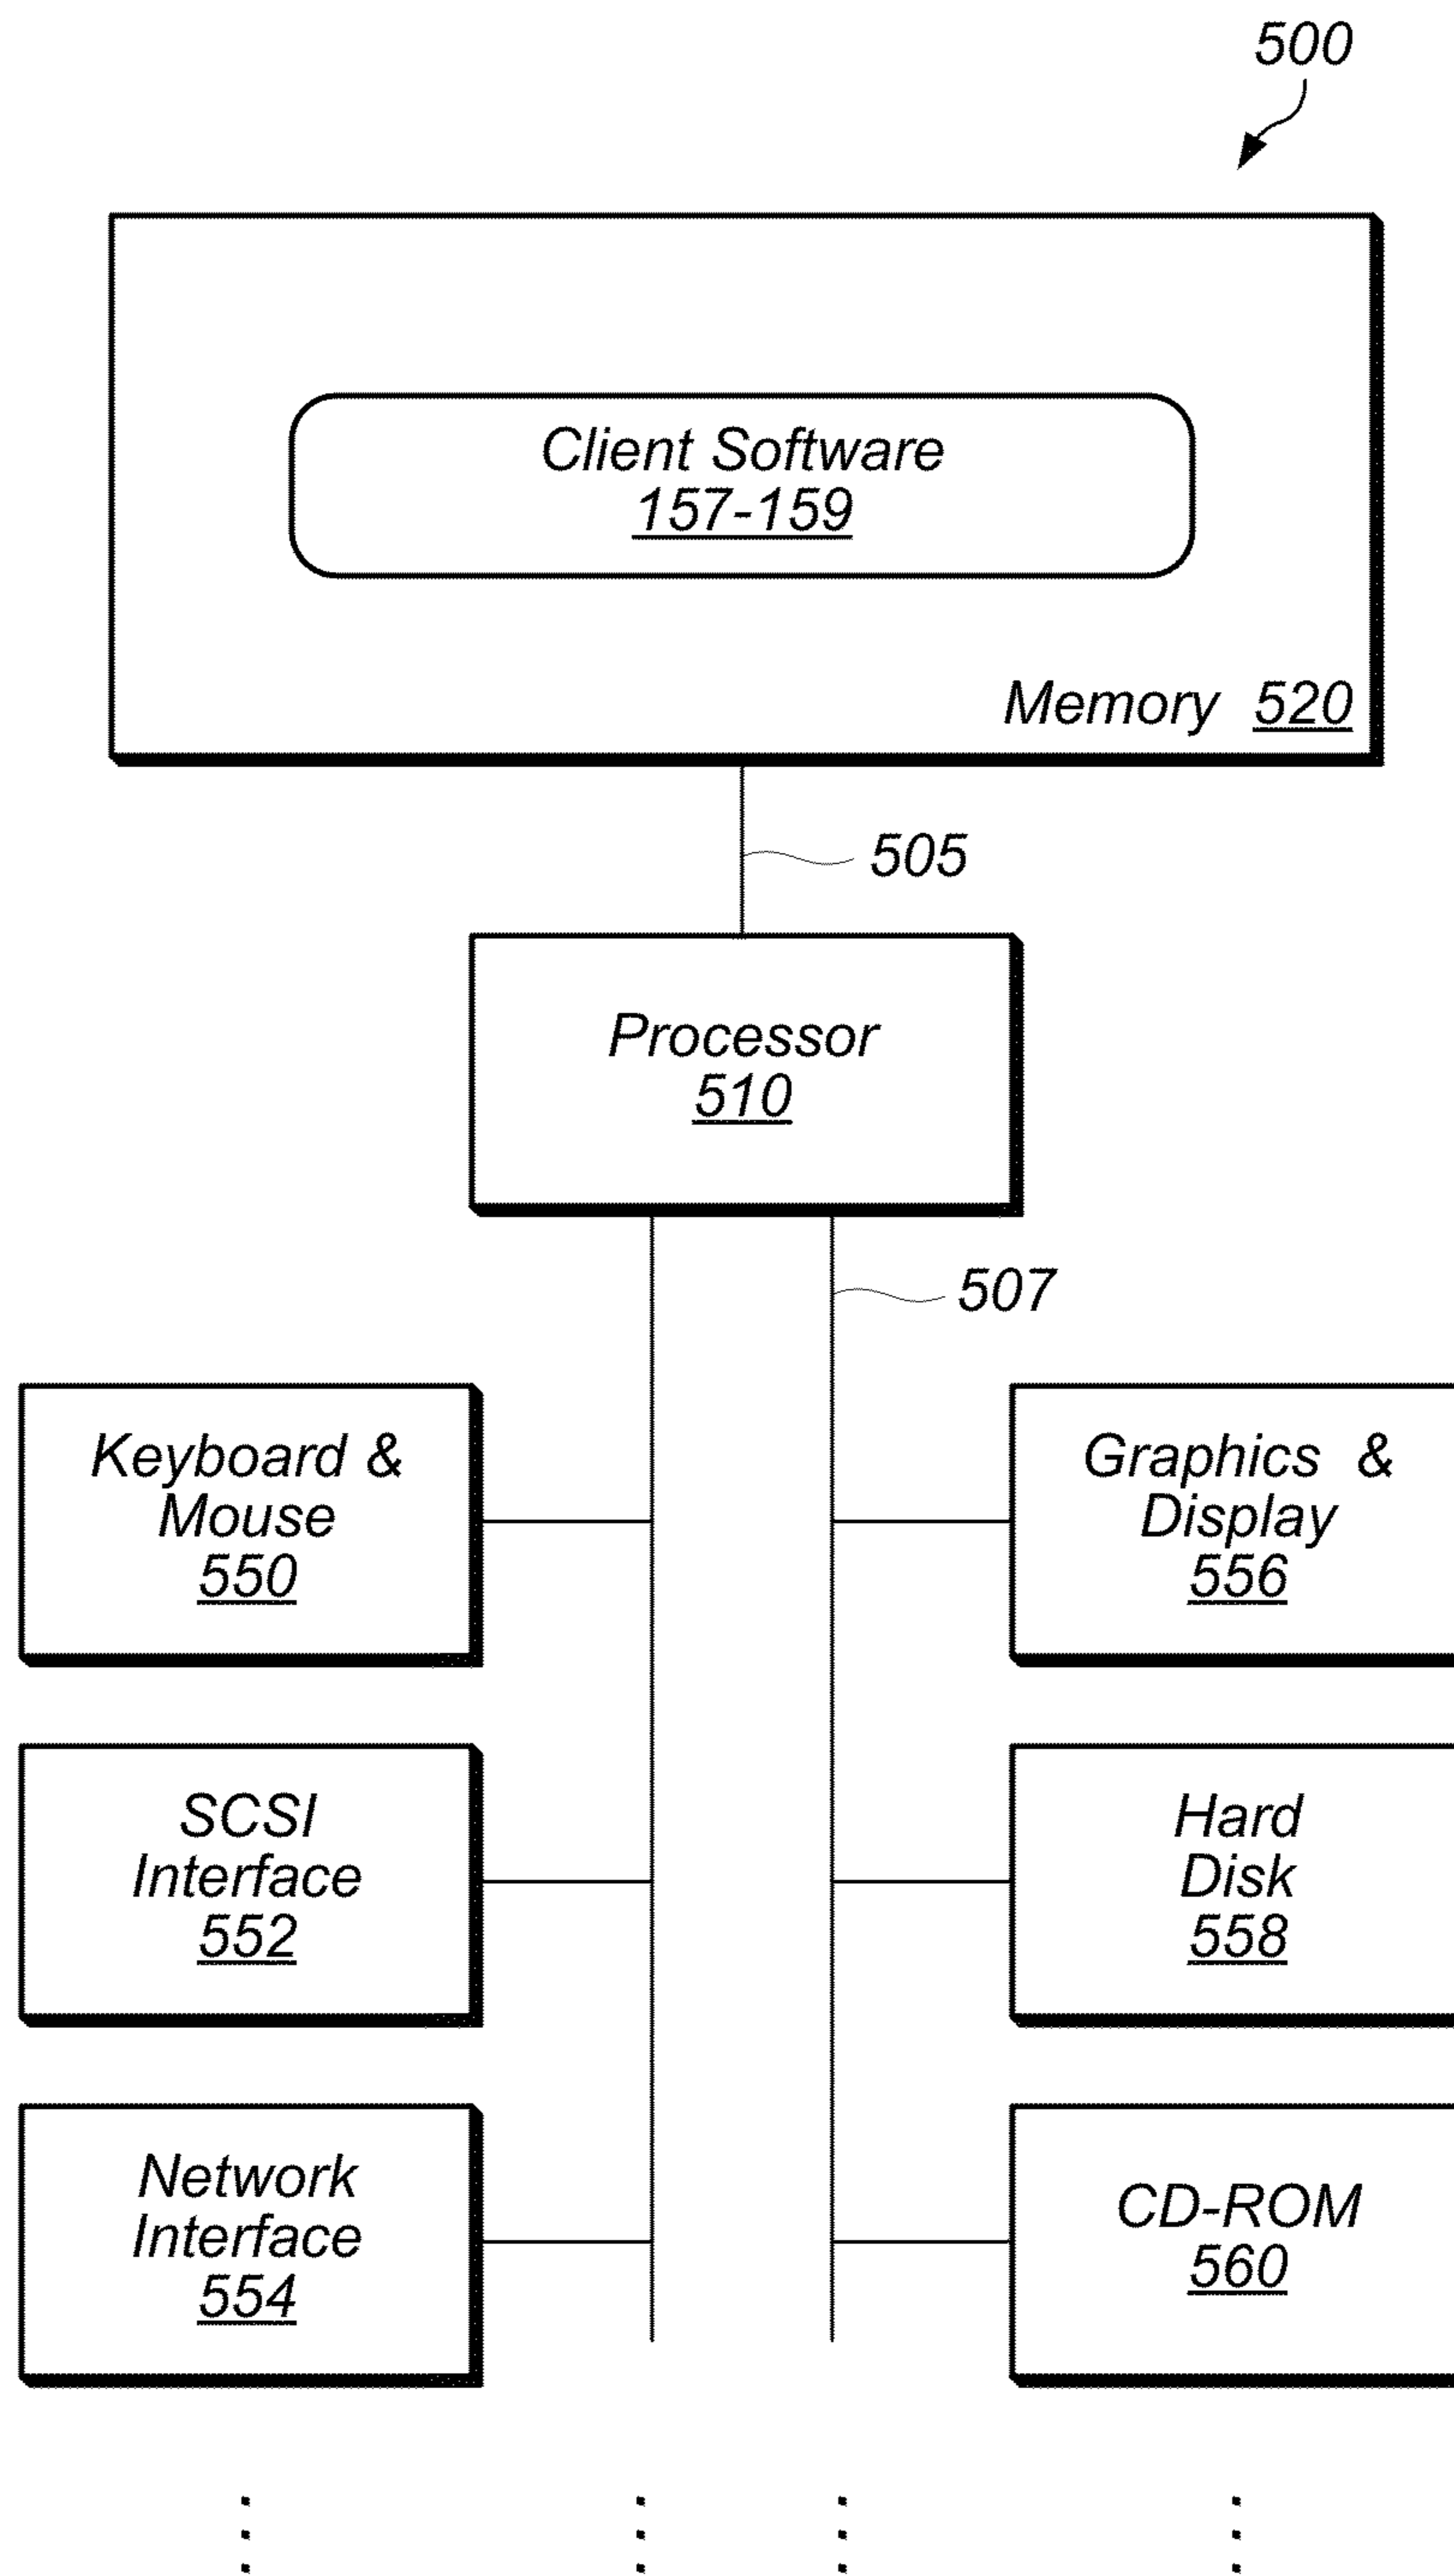 500
Client Software
157-159
Memory 520
505
Processor
510
507
Keyboard &
Mouse
550
Graphics &
Display
556
SCSI
Interface
552
Hard
Disk
558
Network
Interface
554
CD-ROM
560